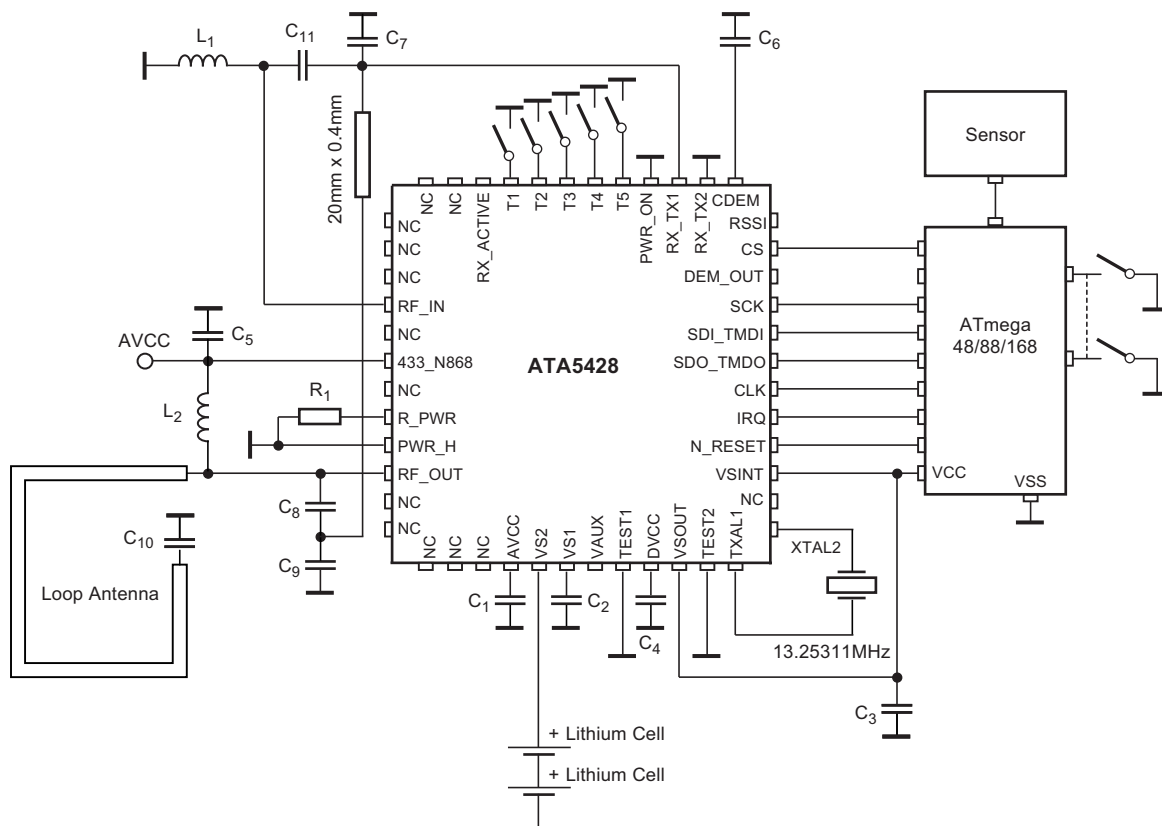 L1
C11
C7
C6
20mm x 0.4mm
Sensor
NC
NC
RX_ACTIVE
T1
T2
T3
T4
T5
PWR_ON
RX_TX1
RX_TX2
CDEM
NC
NC
NC
RF_IN
NC
433_N868
NC
R_PWR
PWR_H
RF_OUT
NC
NC
RSSI
CS
DEM_OUT
SCK
SDI_TMDI
SDO_TMDO
CLK
IRQ
N_RESET
VSINT
NC
XTAL2
ATA5428
ATmega
48/88/168
VCC
VSS
AVCC
C5
L2
R1
C8
C9
C10
Loop Antenna
NC
NC
NC
AVCC
VS2
VS1
VAUX
TEST1
DVCC
VSOUT
TEST2
TXAL1
C1
C2
C4
13.25311MHz
C3
+ Lithium Cell
+ Lithium Cell